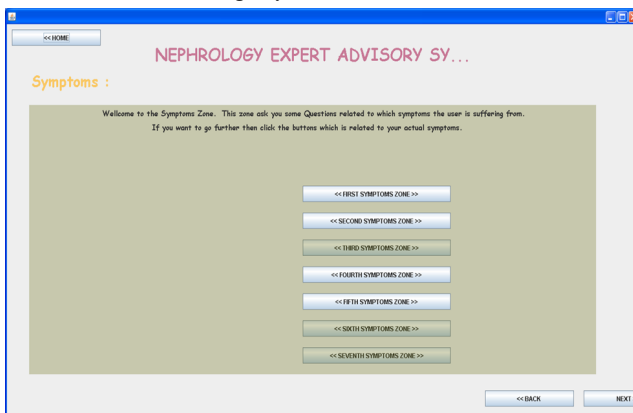 << HOME
NEPHROLOGY EXPERT ADVISORY SY...
Symptoms :
Wellcome to the Symptoms Zone. This zone ask you some Questions related to which symptoms the user is suffering from.
If you want to go further then click the buttons which is related to your actual symptoms.
<< FIRST SYMPTOMS ZONE >>
<< SECOND SYMPTOMS ZONE >>
<< THIRD SYMPTOMS ZONE >>
<< FOURTH SYMPTOMS ZONE >>
<< FIFTH SYMPTOMS ZONE >>
<< SIXTH SYMPTOMS ZONE >>
<< SEVENTH SYMPTOMS ZONE >>
<< BACK
NEXT